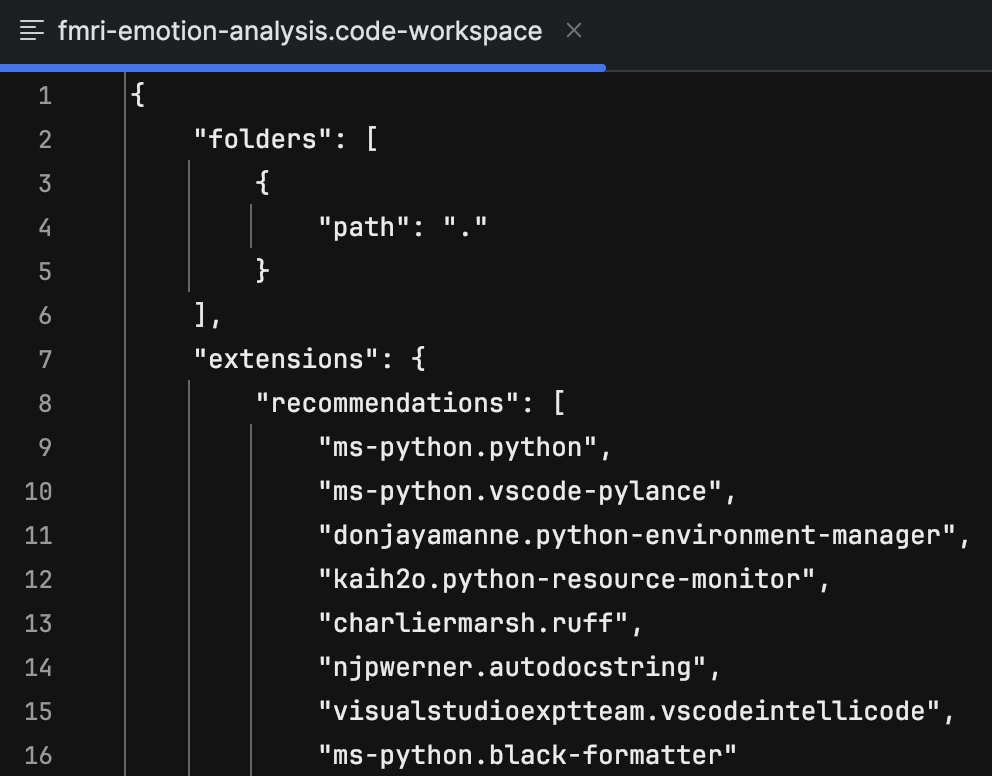 fmri-emotion-analysis.code-workspace
1 {
2 "folders": [
3 {
4 "path": "."
5 }
6 ],
7 "extensions": {
8 "recommendations": [
9 "ms-python.python",
10 "ms-python.vscode-pylance",
11 "donjayamanne.python-environment-manager",
12 "kaih2o.python-resource-monitor",
13 "charliermarsh.ruff",
14 "njpwerner.autodocstring",
15 "visualstudioexptteam.vscodeintellicode",
16 "ms-python.black-formatter"